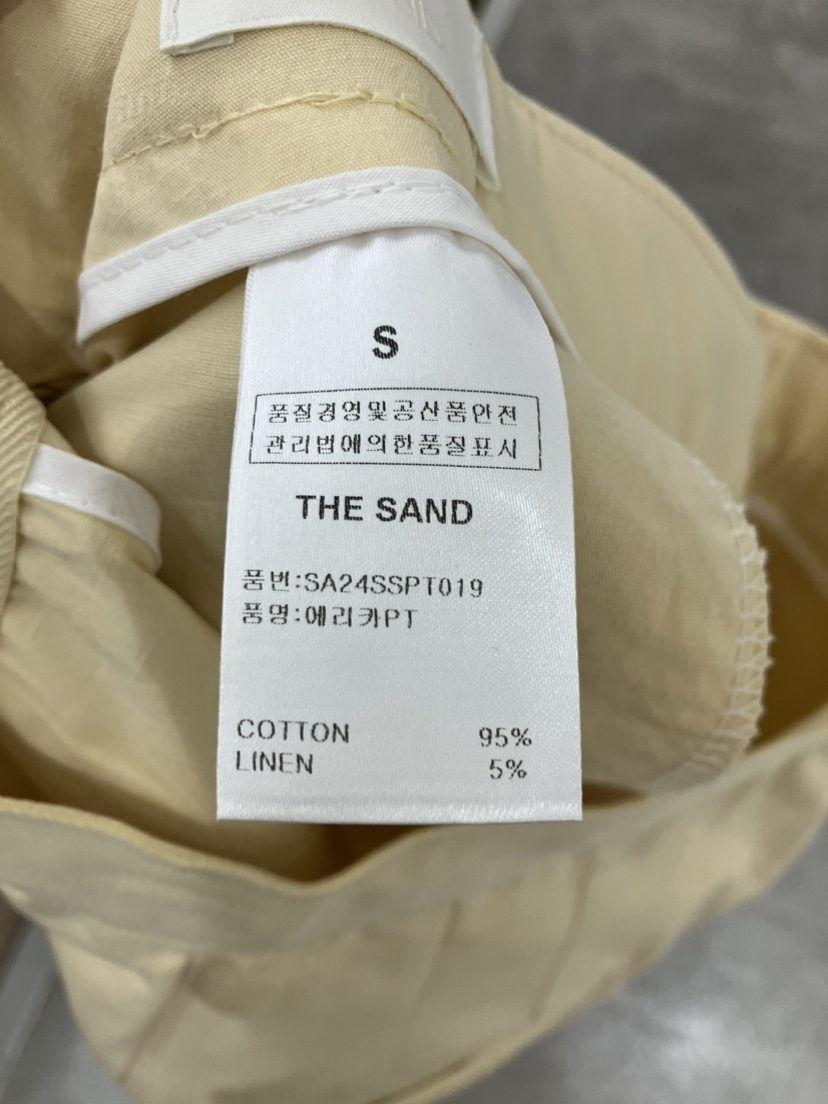 S
품질경영및공산품안전
관리법에의한품질표시
THE SAND
품번:SA24SSPT019
품명:에리카PT
COTTON 95%
LINEN 5%